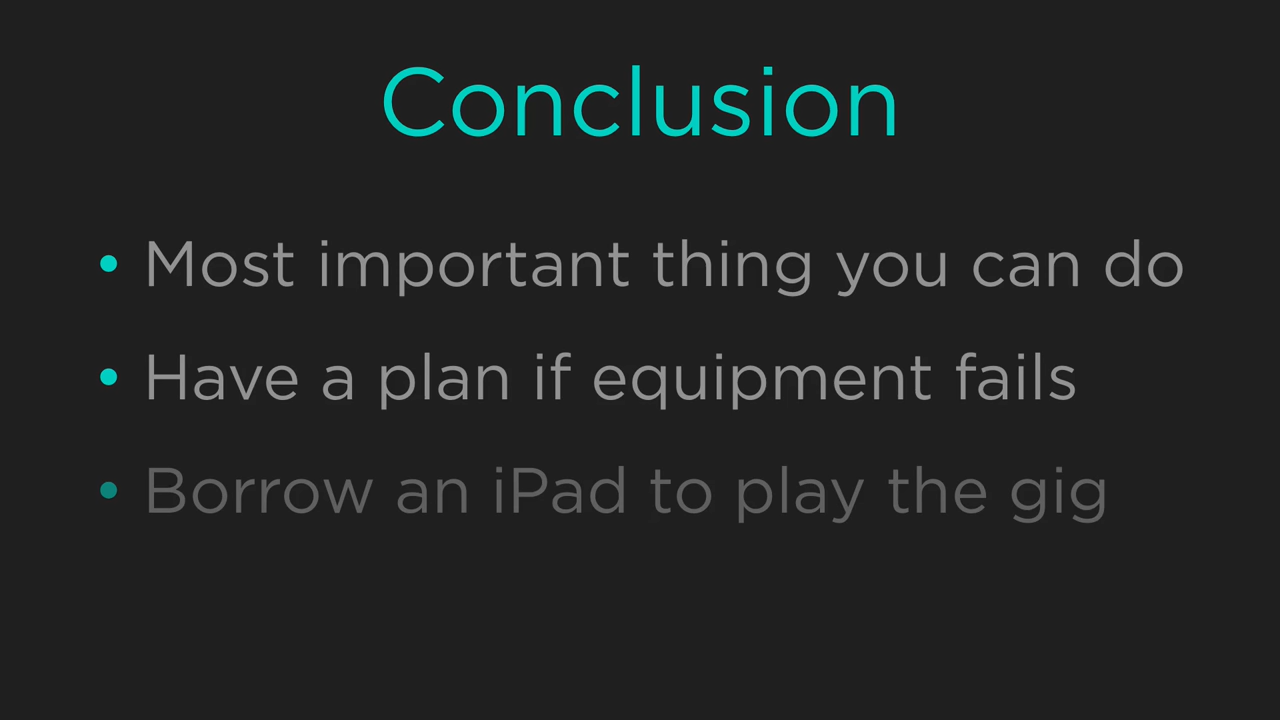 Conclusion
• Most important thing you can do
• Have a plan if equipment fails
• Borrow an iPad to play the gig